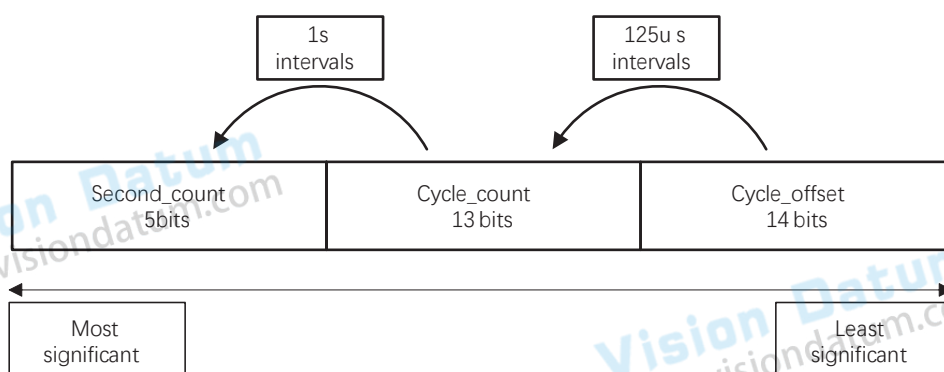 1s
intervals
125u s
intervals
Second_count
5bits
Cycle_count
13 bits
Cycle_offset
14 bits
Most
significant
Least
significant
Vision Datum
visiondatum.com
Vision Datum
visiondatum.com